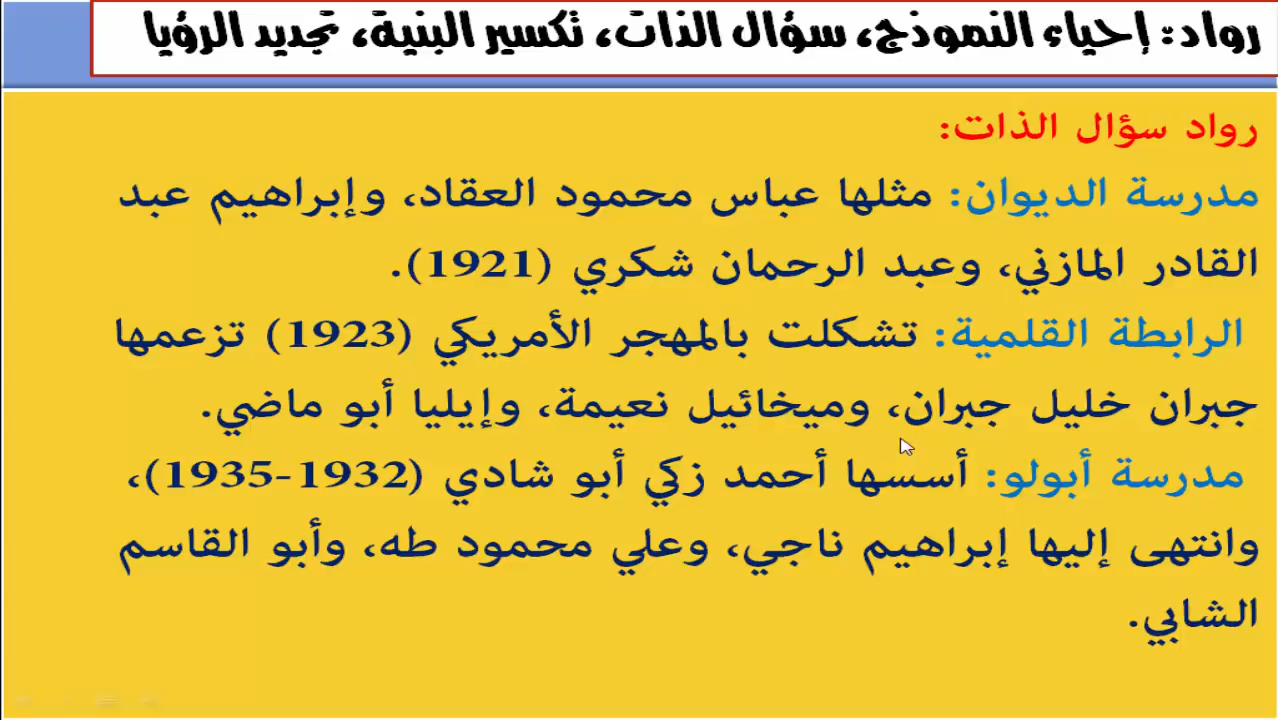 رواد: إحياء النموذج، سؤال الذات، تكسير البنية، تجديد الرؤيا
رواد سؤال الذات:
مدرسة الديوان: مثلها عباس محمود العقاد، وإبراهيم عبد
القادر المازني، وعبد الرحمان شكري (1921).
الرابطة القلمية: تشكلت بالمهجر الأمريكي (1923) تزعمها
جبران خليل جبران، وميخائيل نعيمة، وإيليا أبو ماضي.
مدرسة أبولو: أسسها أحمد زكي أبو شادي (1932-1935)،
وانتهى إليها إبراهيم ناجي، وعلي محمود طه، وأبو القاسم
الشابي.